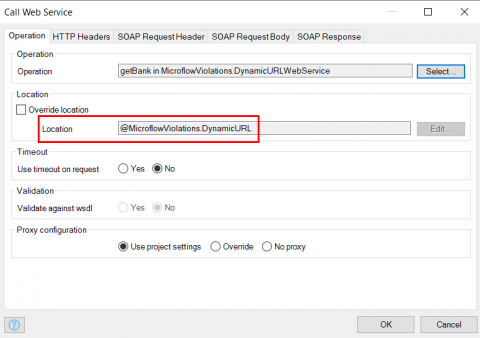 Call Web Service
Operation HTTP Headers SOAP Request Header SOAP Request Body SOAP Response
Operation
Operation getBank in MicroflowViolations.DynamicURLWebService Select...
Location
Override location
Location @MicroflowViolations.DynamicURL Edit...
Timeout
Use timeout on request Yes No
Validation
Validate against wsdl Yes No
Proxy configuration
Use project settings Override No proxy
? OK Cancel